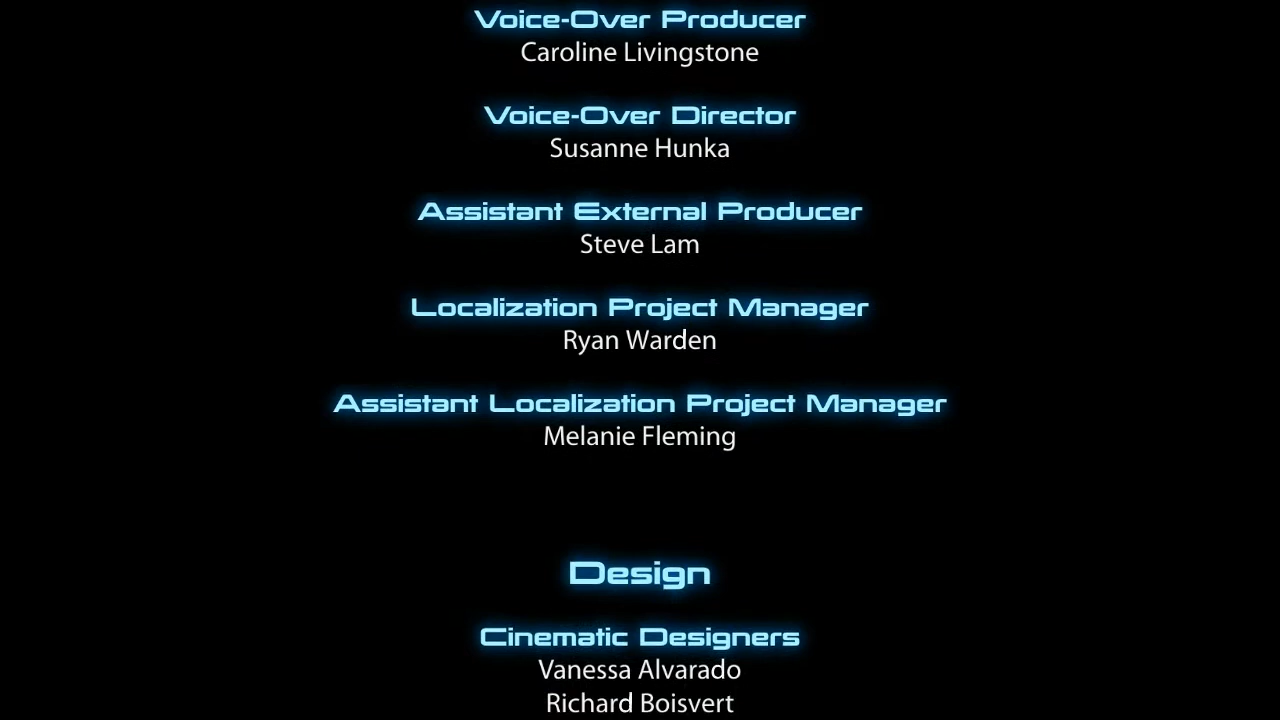 Voice-Over Producer
Caroline Livingstone
Voice-Over Director
Susanne Hunka
Assistant External Producer
Steve Lam
Localization Project Manager
Ryan Warden
Assistant Localization Project Manager
Melanie Fleming
Design
Cinematic Designers
Vanessa Alvarado
Richard Boisvert